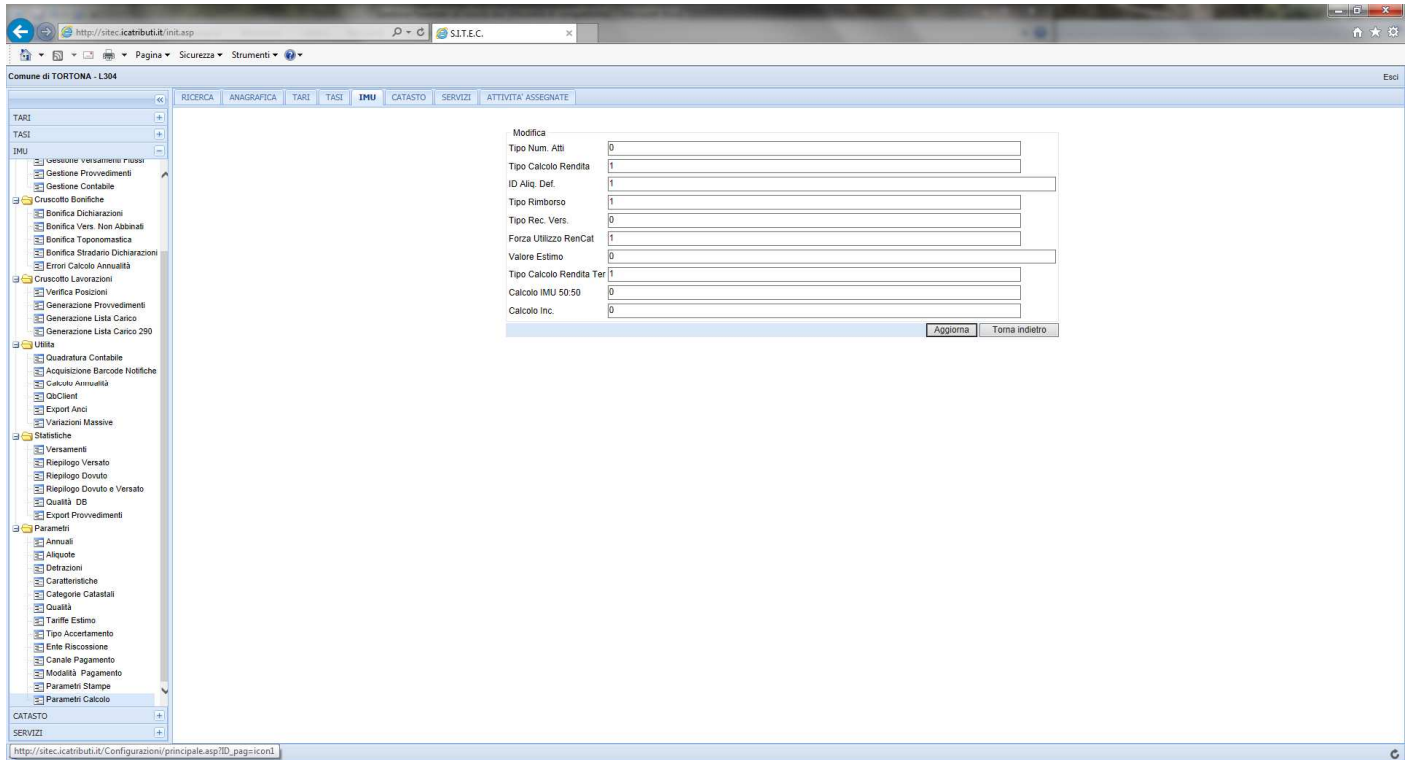 http://sitec.icatributi.it/init.asp
S.I.T.E.C.
Pagina Sicurezza Strumenti
Comune di TORTONA - L304
Esci
RICERCA ANAGRAFICA TARI TASI IMU CATASTO SERVIZI ATTIVITA' ASSEGNATE
TARI
TASI
IMU
Gestione Versamenti Flussi
Gestione Provvedimenti
Gestione Contabile
Cruscotto Bonifiche
Bonifica Dichiarazioni
Bonifica Vers. Non Abbinati
Bonifica Toponomastica
Bonifica Stradario Dichiarazioni
Errori Calcolo Annualità
Cruscotto Lavorazioni
Verifica Posizioni
Generazione Provvedimenti
Generazione Lista Carico
Generazione Lista Carico 290
Utilita
Quadratura Contabile
Acquisizione Barcode Notifiche
Calcolo Annualità
QbClient
Export Anci
Variazioni Massive
Statistiche
Versamenti
Riepilogo Versato
Riepilogo Dovuto
Riepilogo Dovuto e Versato
Qualità DB
Export Provvedimenti
Parametri
Annuali
Aliquote
Detrazioni
Caratteristiche
Categorie Catastali
Qualità
Tariffe Estimo
Tipo Accertamento
Ente Riscossione
Canale Pagamento
Modalità Pagamento
Parametri Stampe
Parametri Calcolo
CATASTO
SERVIZI
Modifica
Tipo Num. Atti 0
Tipo Calcolo Rendita 1
ID Aliq. Def. 1
Tipo Rimborso 1
Tipo Rec. Vers. 0
Forza Utilizzo RenCat 1
Valore Estimo 0
Tipo Calcolo Rendita Ter 1
Calcolo IMU 50:50 0
Calcolo Inc. 0
Aggiorna Torna indietro
http://sitec.icatributi.it/Configurazioni/principale.asp?ID_pag=icon1